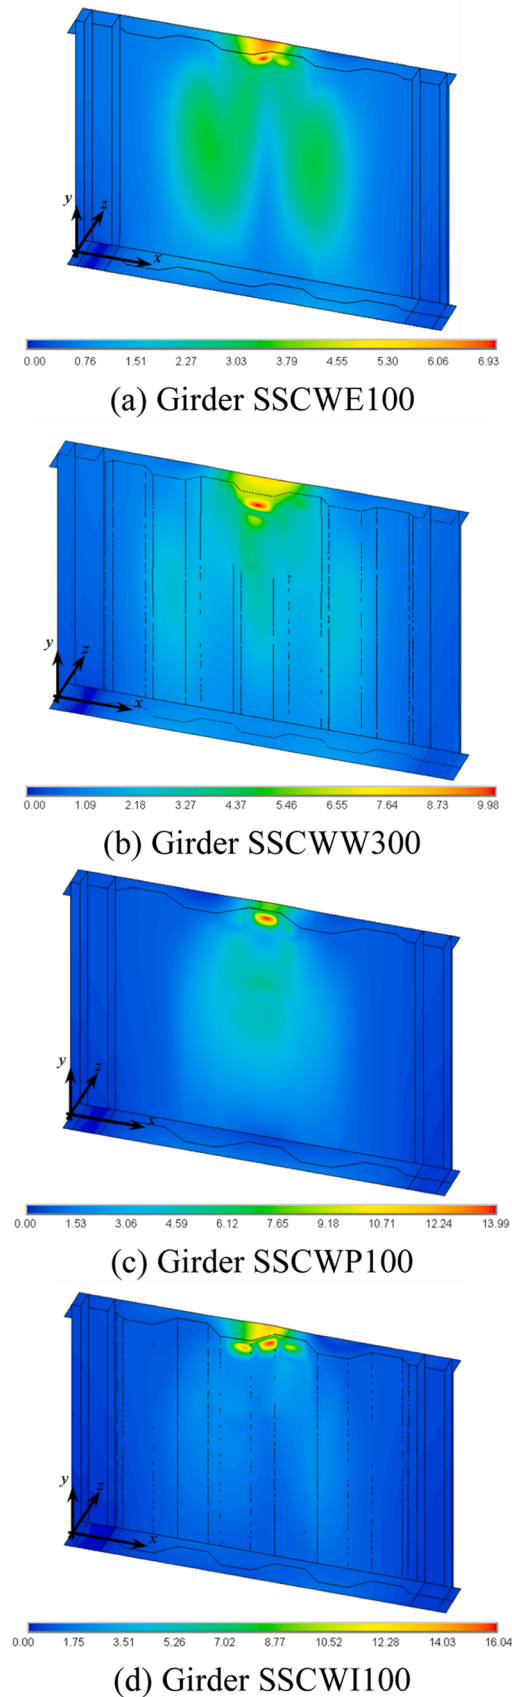 y
z
x
0.00 0.76 1.51 2.27 3.03 3.79 4.55 5.30 6.06 6.93
(a) Girder SSCWE100
y
z
x
0.00 1.09 2.18 3.27 4.37 5.46 6.55 7.64 8.73 9.98
(b) Girder SSCWW300
y
z
x
0.00 1.53 3.06 4.59 6.12 7.65 9.18 10.71 12.24 13.99
(c) Girder SSCWP100
y
z
x
0.00 1.75 3.51 5.26 7.02 8.77 10.52 12.28 14.03 16.04
(d) Girder SSCWI100